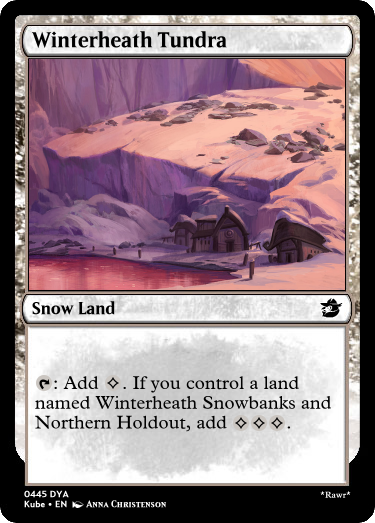 Winterheath Tundra
Snow Land
: Add . If you control a land
named Winterheath Snowbanks and
Northern Holdout, add .
0445 DYA
Kube • EN Anna Christenson
*Rawr*